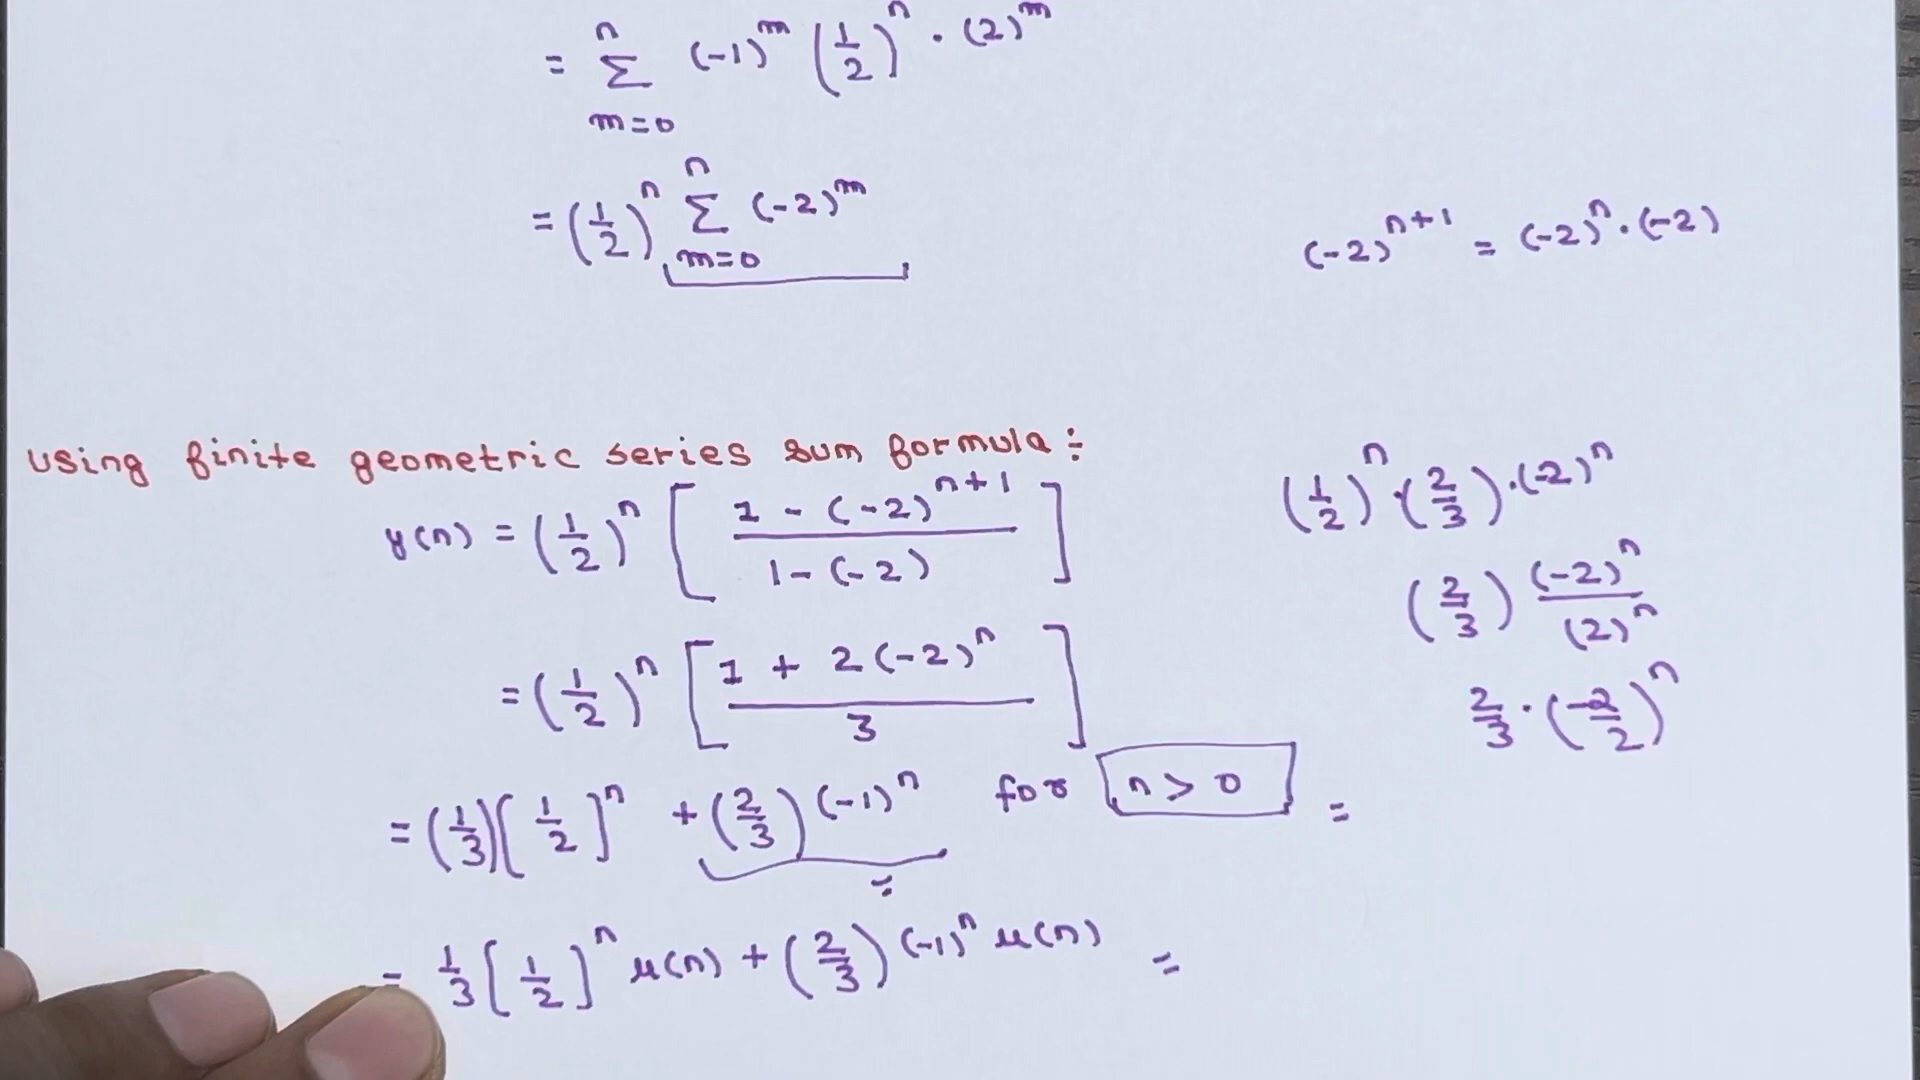 = Σ_{m=0}^{n} (-1)^m (1/2)^n · (2)^m
= (1/2)^n Σ_{m=0}^{n} (-2)^m
(-2)^{n+1} = (-2)^n · (-2)
using finite geometric series sum formula :
y(n) = (1/2)^n [ (1 - (-2)^{n+1}) / (1 - (-2)) ]
= (1/2)^n [ (1 + 2(-2)^n) / 3 ]
= (1/3)[1/2]^n + (2/3)(-1)^n for n > 0 =
=
= 1/3 [1/2]^n u(n) + (2/3)(-1)^n u(n) =
(1/2)^n · (2/3) · (-2)^n
(2/3) (-2)^n / (2)^n
2/3 · (-2/2)^n